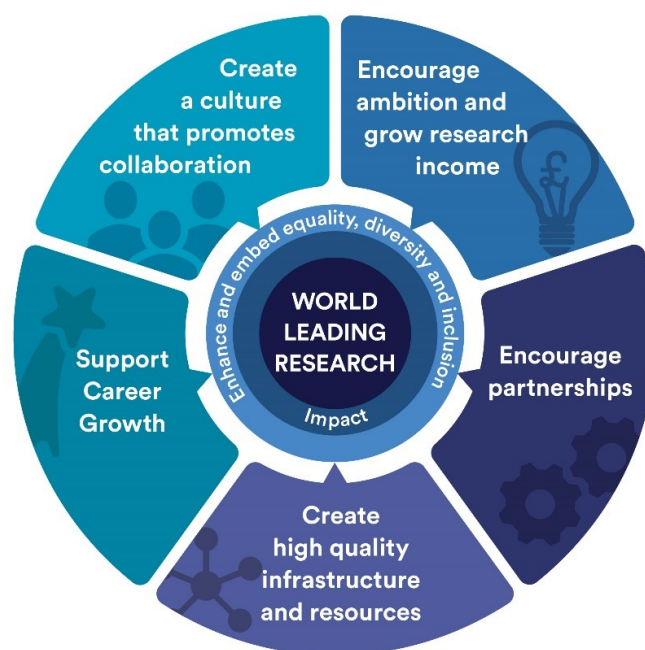 Create
a culture
that promotes
collaboration
Encourage
ambition and
grow research
income
£
Encourage
partnerships
Create
high quality
infrastructure
and resources
Support
Career
Growth
Enhance and embed equality, diversity and inclusion
WORLD
LEADING
RESEARCH
Impact